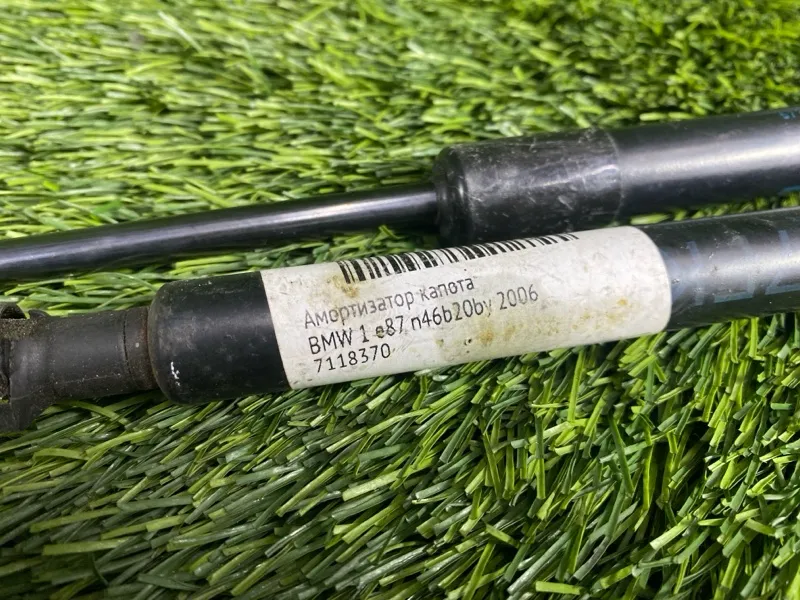 Амортизатор капота
BMW 1 e87 n46b20by 2006
7118370